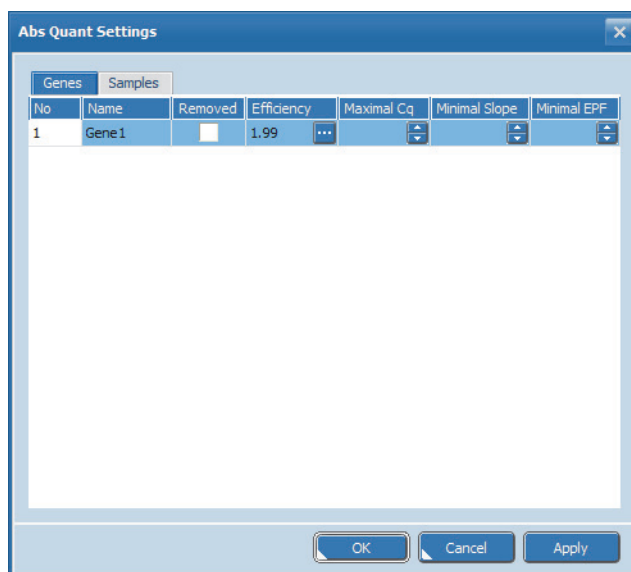 Abs Quant Settings
Genes Samples
No Name Removed Efficiency Maximal Cq Minimal Slope Minimal EPF
1 Gene1 1.99 ...
OK Cancel Apply